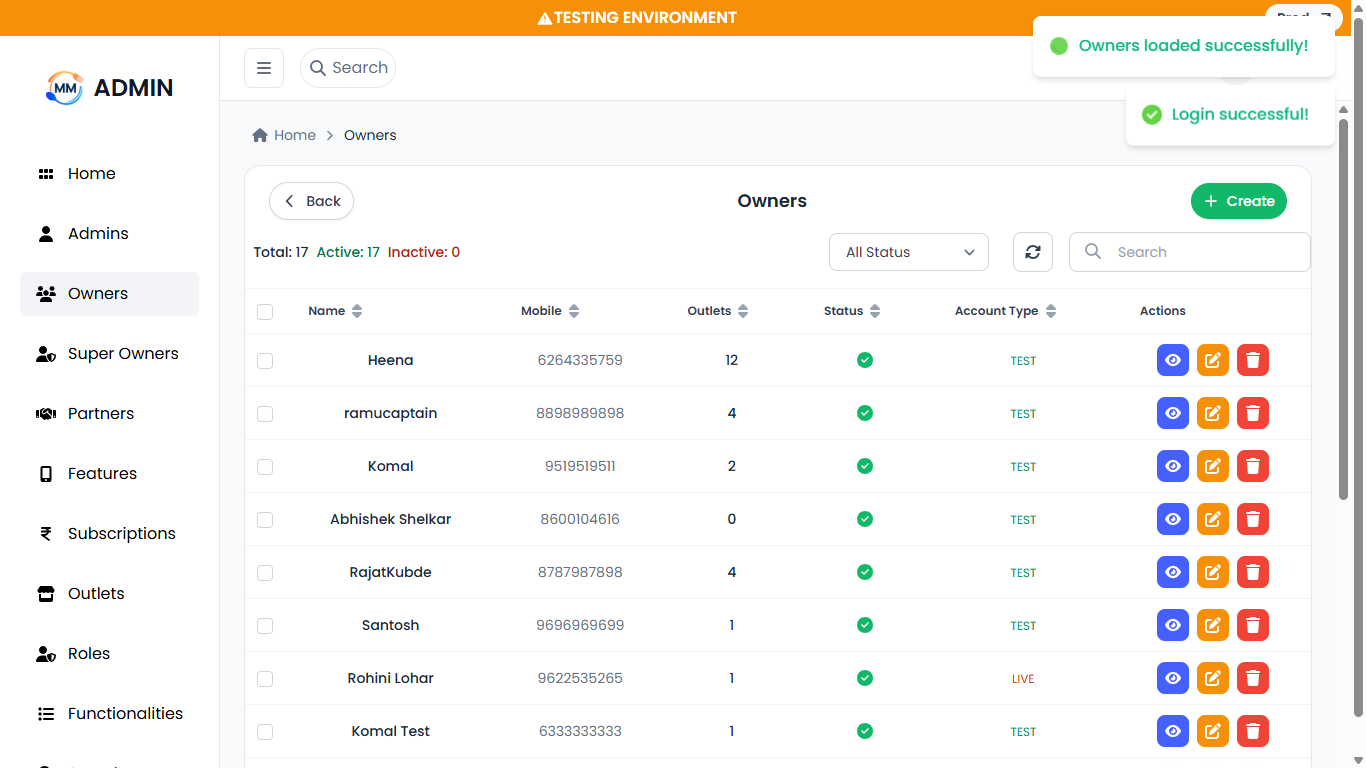 TESTING ENVIRONMENT
Owners loaded successfully!
MM ADMIN
Search
Login successful!
Home
Admins
Owners
Super Owners
Partners
Features
Subscriptions
Outlets
Roles
Functionalities
Home > Owners
Back
Owners
+ Create
Total: 17 Active: 17 Inactive: 0
All Status
Search
Name Mobile Outlets Status Account Type Actions
Heena 6264335759 12 TEST
ramucaptain 8898989898 4 TEST
Komal 9519519511 2 TEST
Abhishek Shelkar 8600104616 0 TEST
RajatKubde 8787987898 4 TEST
Santosh 9696969699 1 TEST
Rohini Lohar 9622535265 1 LIVE
Komal Test 6333333333 1 TEST